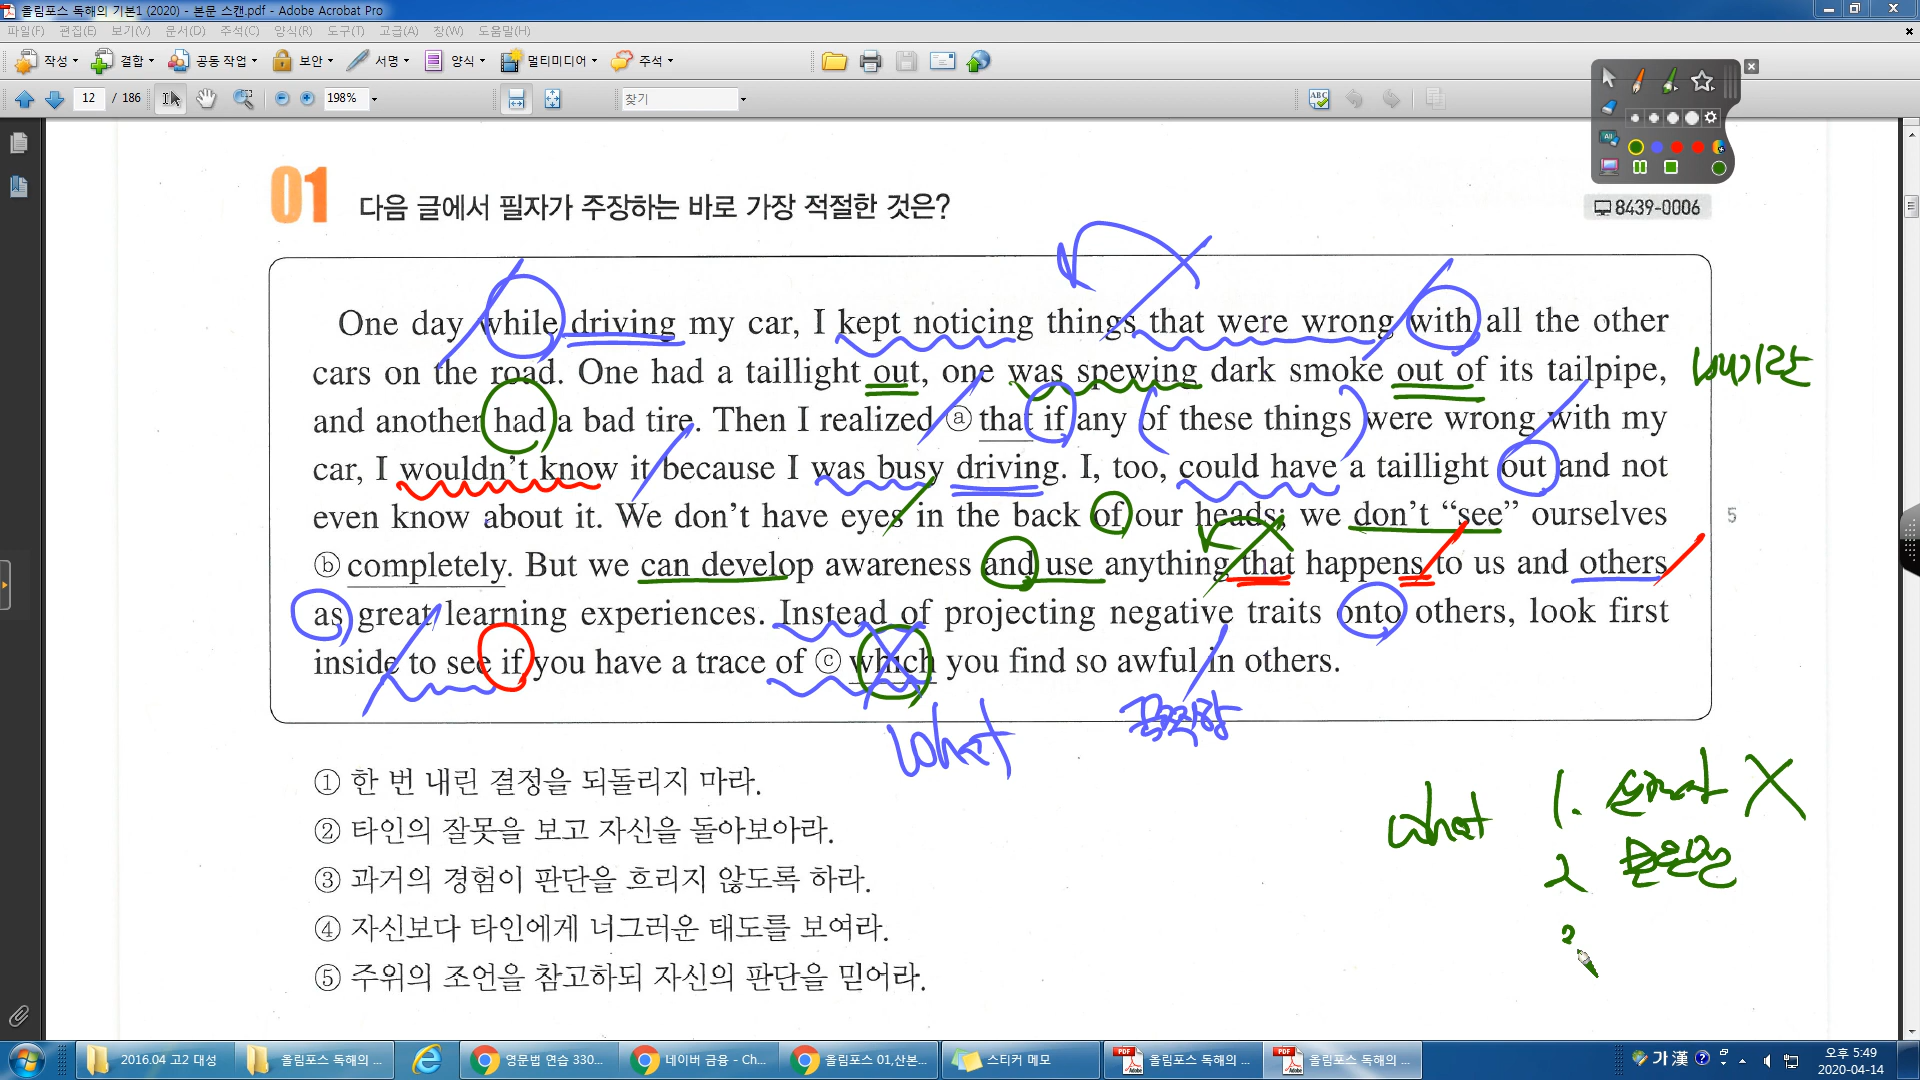 올림포스 독해의 기본1 (2020) - 본문 스캔.pdf - Adobe Acrobat Pro
파일(F) 편집(E) 보기(V) 문서(D) 주석(C) 양식(R) 도구(T) 고급(A) 창(W) 도움말(H)
작성 결합 공동 작업 보안 서명 양식 멀티미디어 주석
12 / 186 198% 찾기
01 다음 글에서 필자가 주장하는 바로 가장 적절한 것은?
8439-0006
One day while driving my car, I kept noticing things that were wrong with all the other
cars on the road. One had a taillight out, one was spewing dark smoke out of its tailpipe,
and another had a bad tire. Then I realized ⓐ that if any of these things were wrong with my
car, I wouldn't know it because I was busy driving. I, too, could have a taillight out and not
even know about it. We don't have eyes in the back of our heads; we don't “see” ourselves
5
ⓑ completely. But we can develop awareness and use anything that happens to us and others
as great learning experiences. Instead of projecting negative traits onto others, look first
inside to see if you have a trace of ⓒ which you find so awful in others.
what
① 한 번 내린 결정을 되돌리지 마라.
② 타인의 잘못을 보고 자신을 돌아보아라.
③ 과거의 경험이 판단을 흐리지 않도록 하라.
④ 자신보다 타인에게 너그러운 태도를 보여라.
⑤ 주위의 조언을 참고하되 자신의 판단을 믿어라.
what 1. 선행사 X
2
2016.04 고2 대성 올림포스 독해의 ... 영문법 연습 330... 네이버 금융 - Ch... 올림포스 01,산본... 스티커 메모 올림포스 독해의 ... 올림포스 독해의 ... 가 漢 오후 5:49
2020-04-14